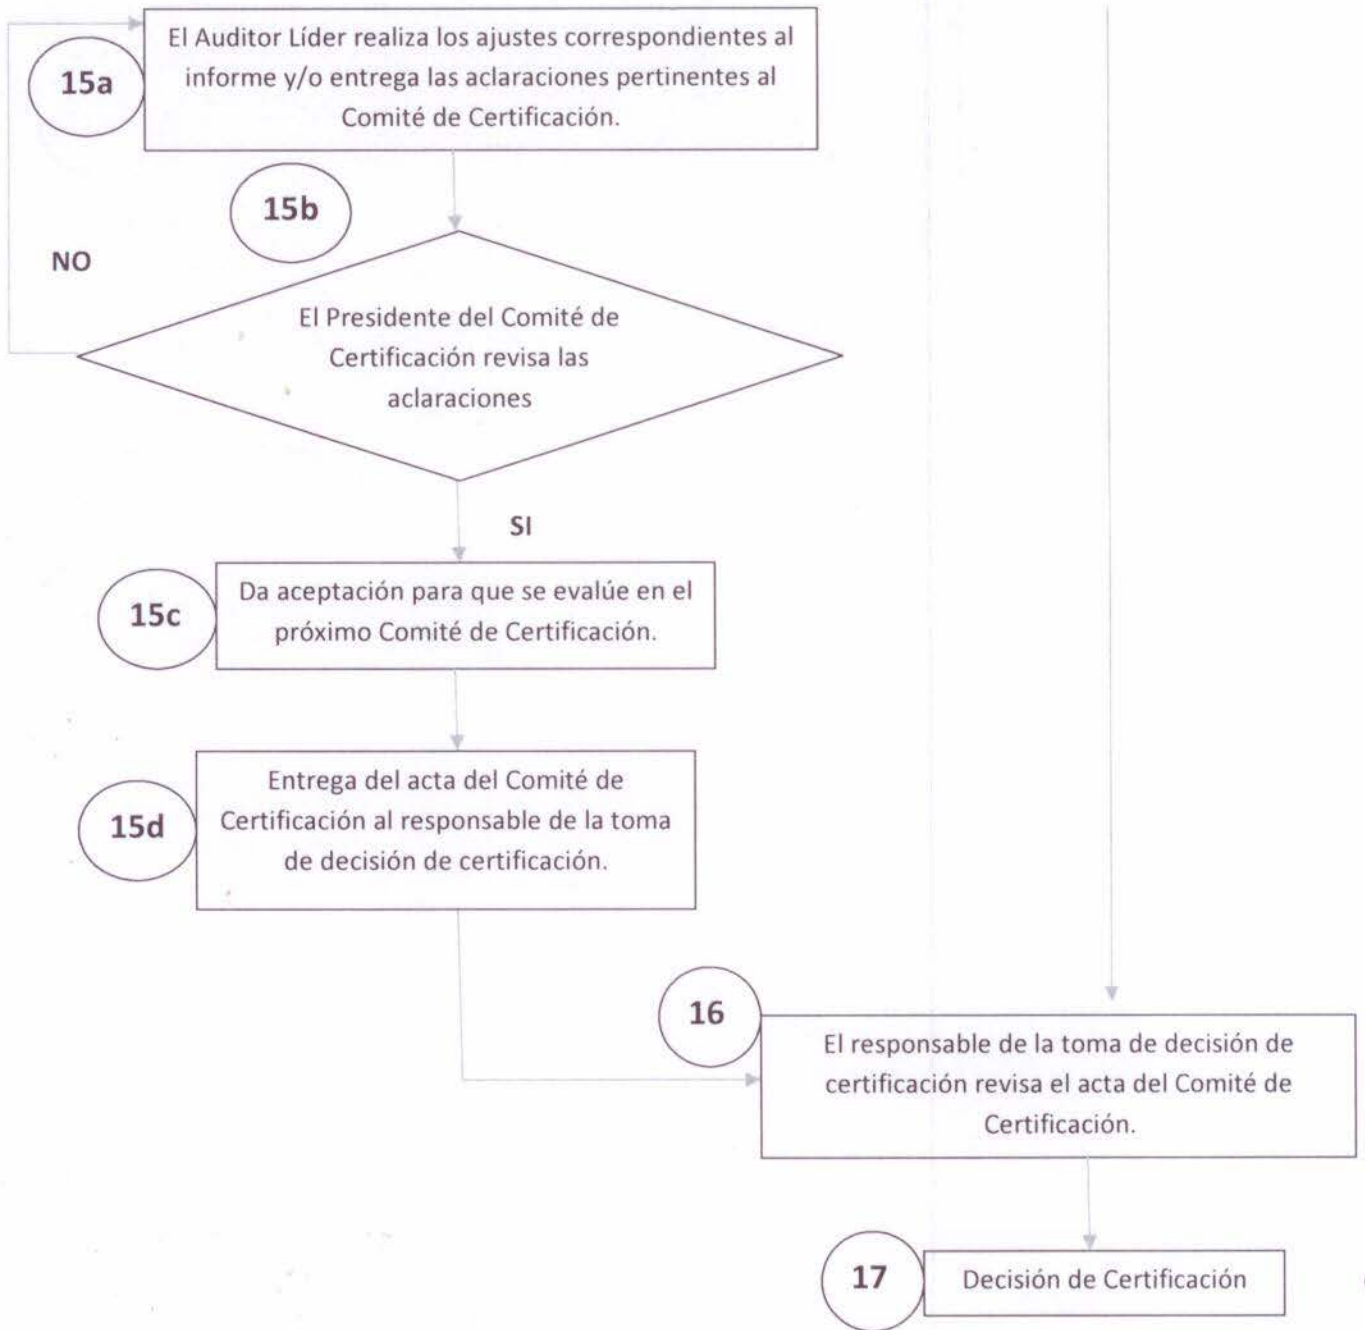 15a
El Auditor Líder realiza los ajustes correspondientes al
informe y/o entrega las aclaraciones pertinentes al
Comité de Certificación.
15b
NO
El Presidente del Comité de
Certificación revisa las
aclaraciones
SI
15c
Da aceptación para que se evalúe en el
próximo Comité de Certificación.
15d
Entrega del acta del Comité de
Certificación al responsable de la toma
de decisión de certificación.
16
El responsable de la toma de decisión de
certificación revisa el acta del Comité de
Certificación.
17
Decisión de Certificación